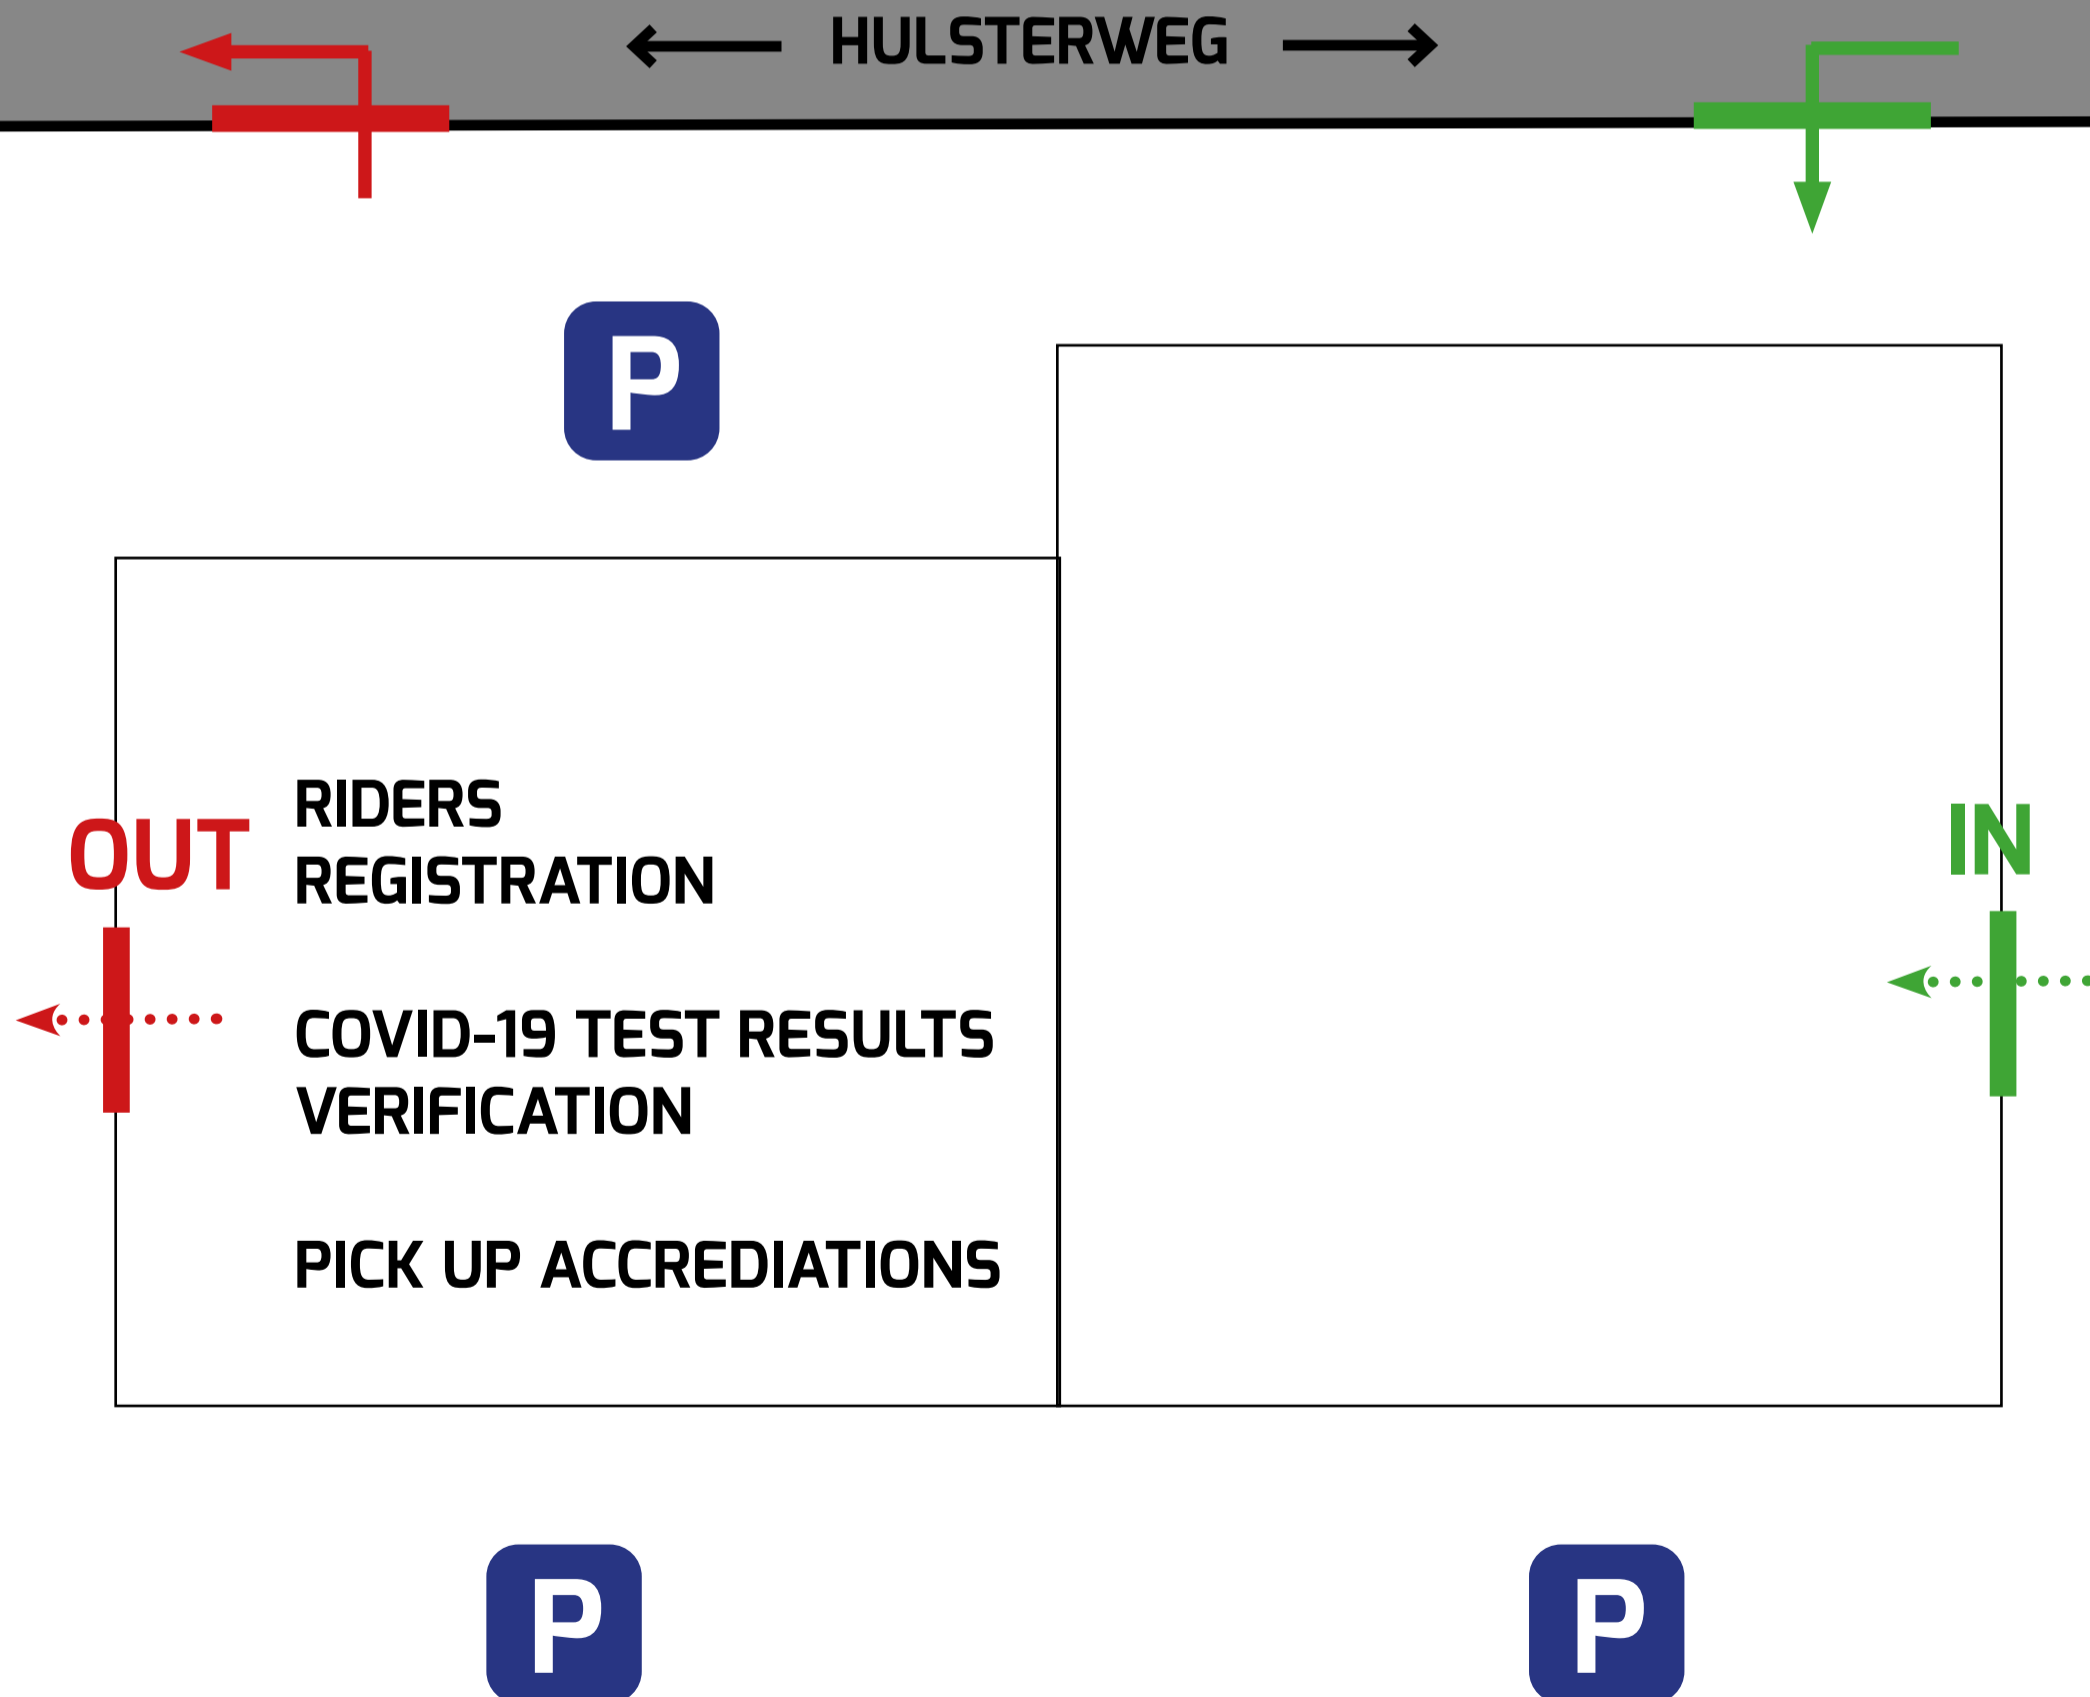 HULSTERWEG
P
RIDERS
REGISTRATION
OUT
IN
COVID-19 TEST RESULTS
VERIFICATION
PICK UP ACCREDIATIONS
P
P